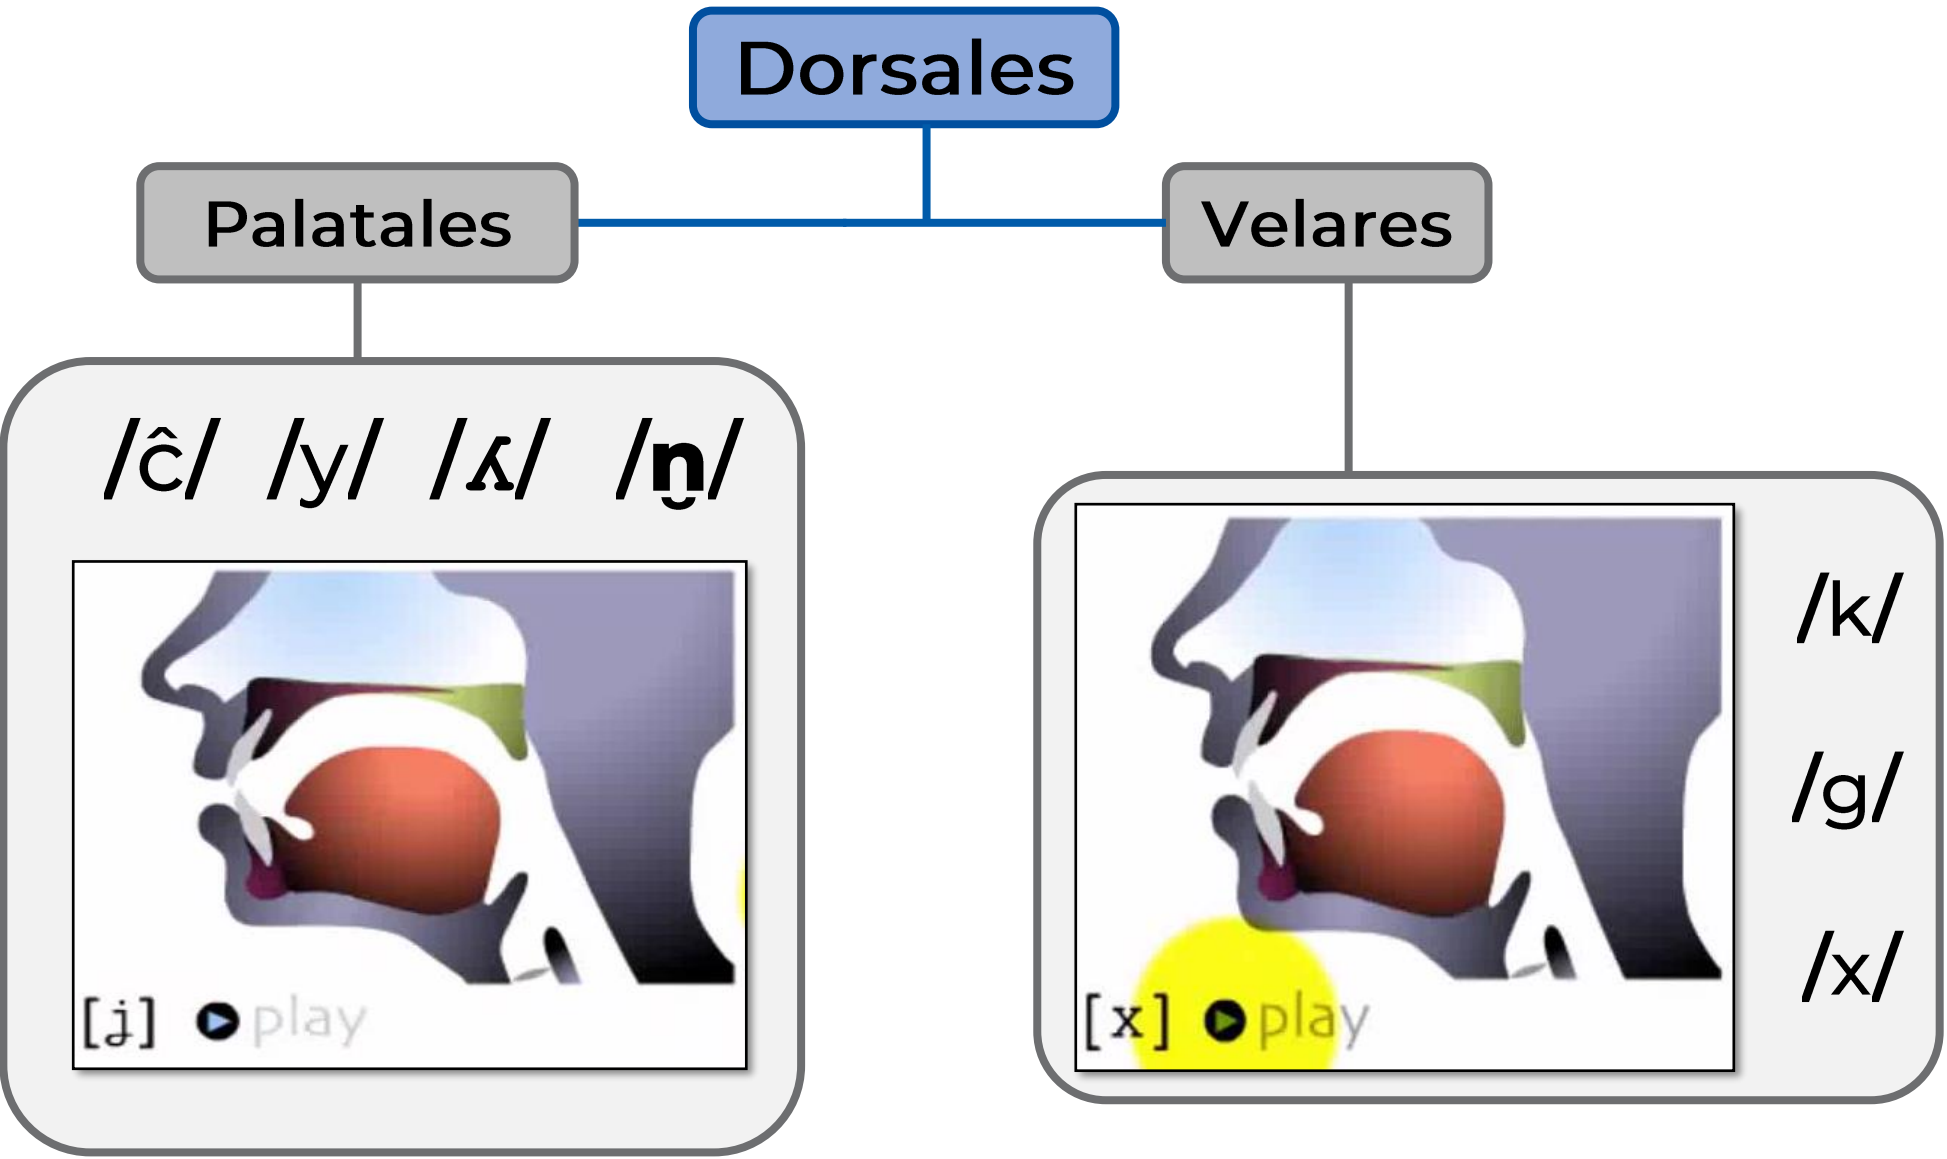 Dorsales
Palatales
Velares
/ĉ/ /y/ /ʎ/ /n̮/
[ʝ] play
/k/
/g/
/x/
[x] play